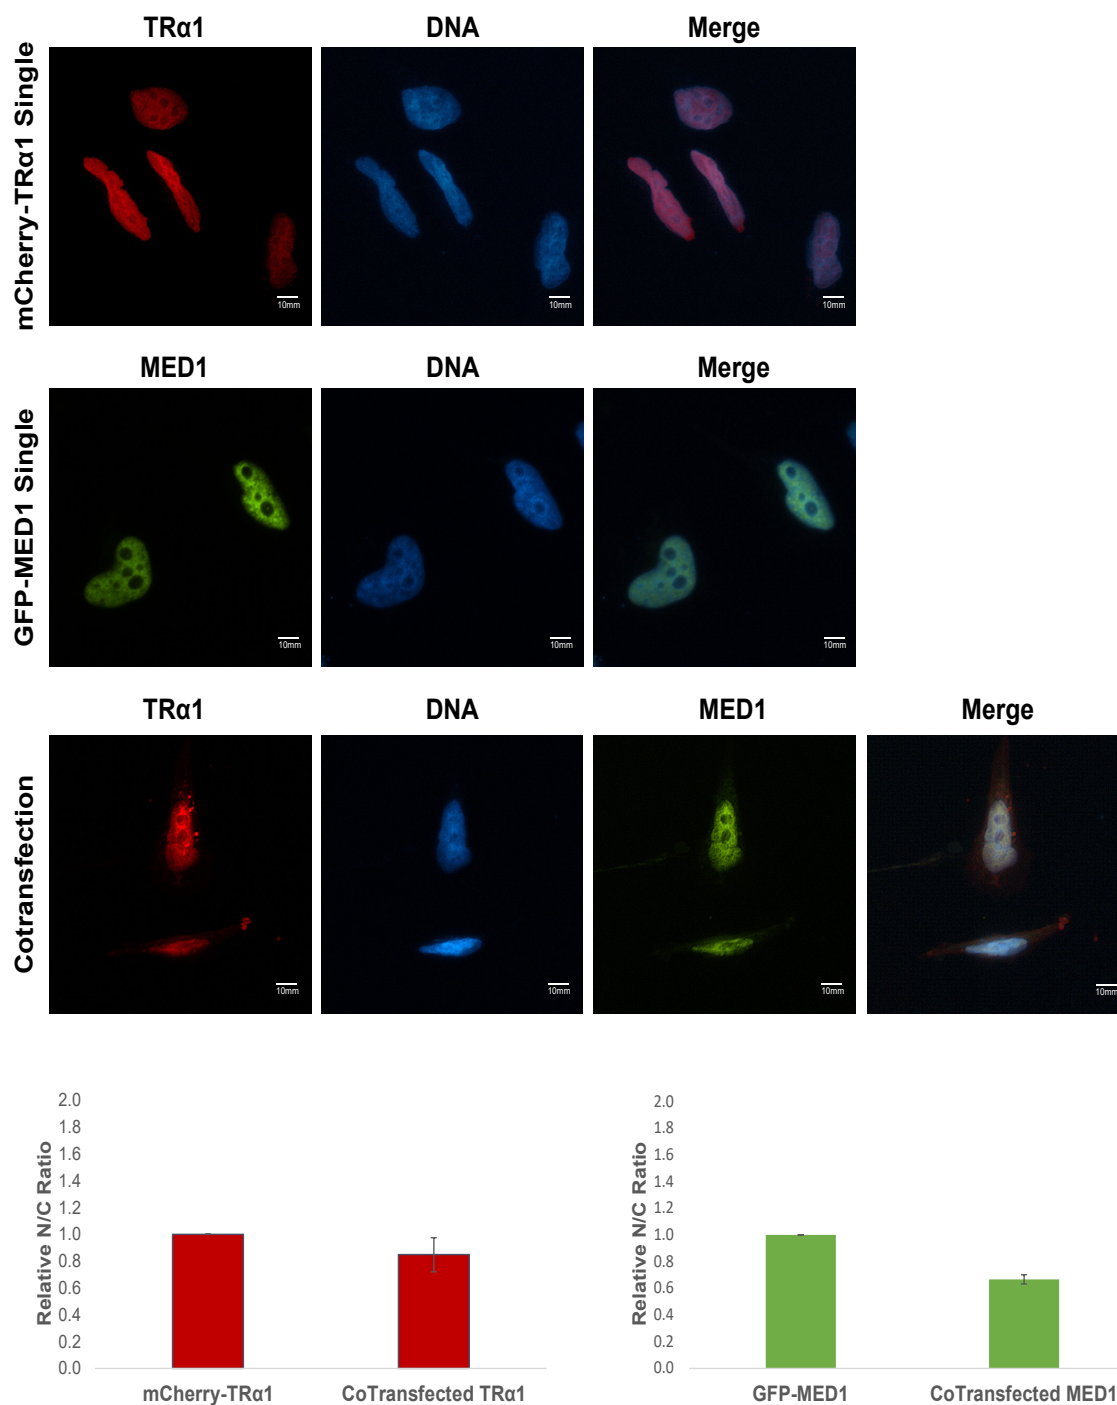 TRα1 DNA Merge
mCherry-TRα1 Single
10mm 10mm 10mm
MED1 DNA Merge
GFP-MED1 Single
10mm 10mm 10mm
TRα1 DNA MED1 Merge
Cotransfection
10mm 10mm 10mm 10mm
Relative N/C Ratio
2.0
1.8
1.6
1.4
1.2
1.0
0.8
0.6
0.4
0.2
0.0
mCherry-TRα1 CoTransfected TRα1
Relative N/C Ratio
2.0
1.8
1.6
1.4
1.2
1.0
0.8
0.6
0.4
0.2
0.0
GFP-MED1 CoTransfected MED1